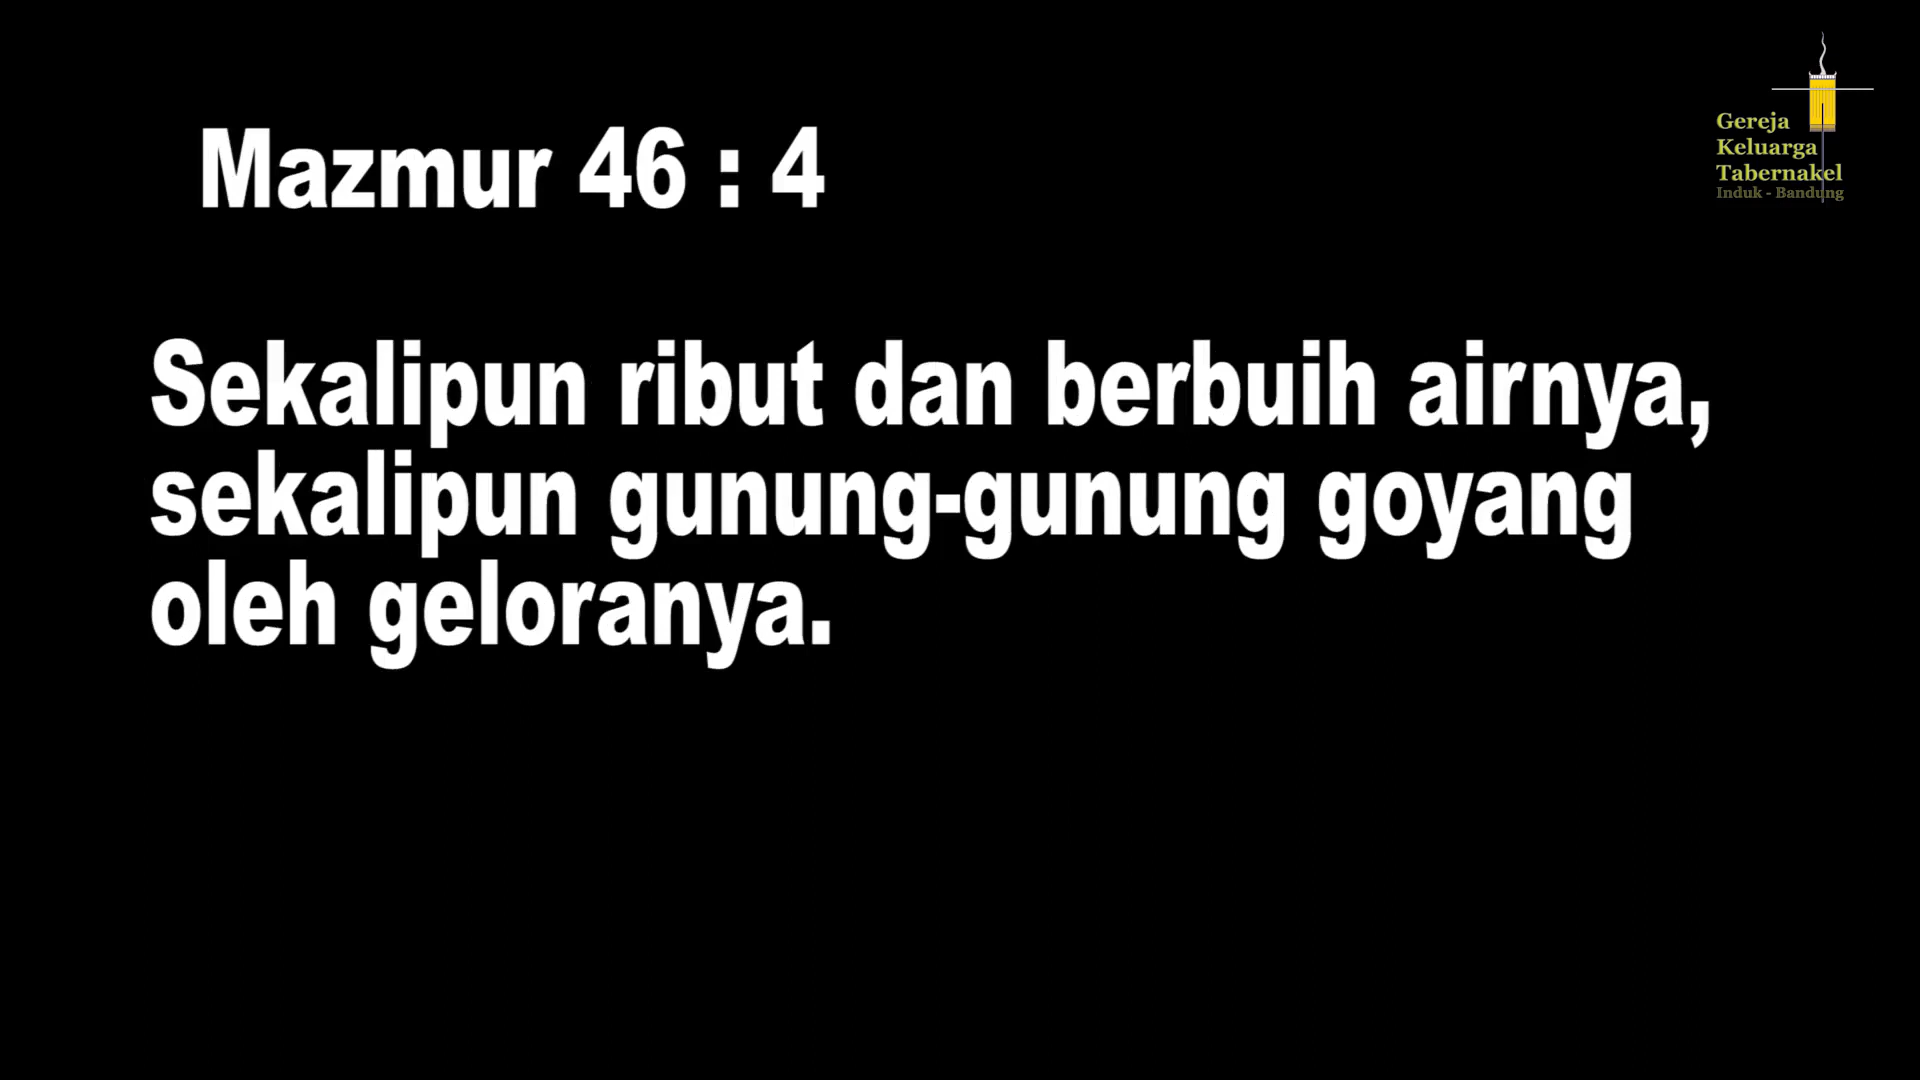 Mazmur 46 : 4
Gereja
Keluarga
Tabernakel
Induk - Bandung
Sekalipun ribut dan berbuih airnya,
sekalipun gunung-gunung goyang
oleh geloranya.